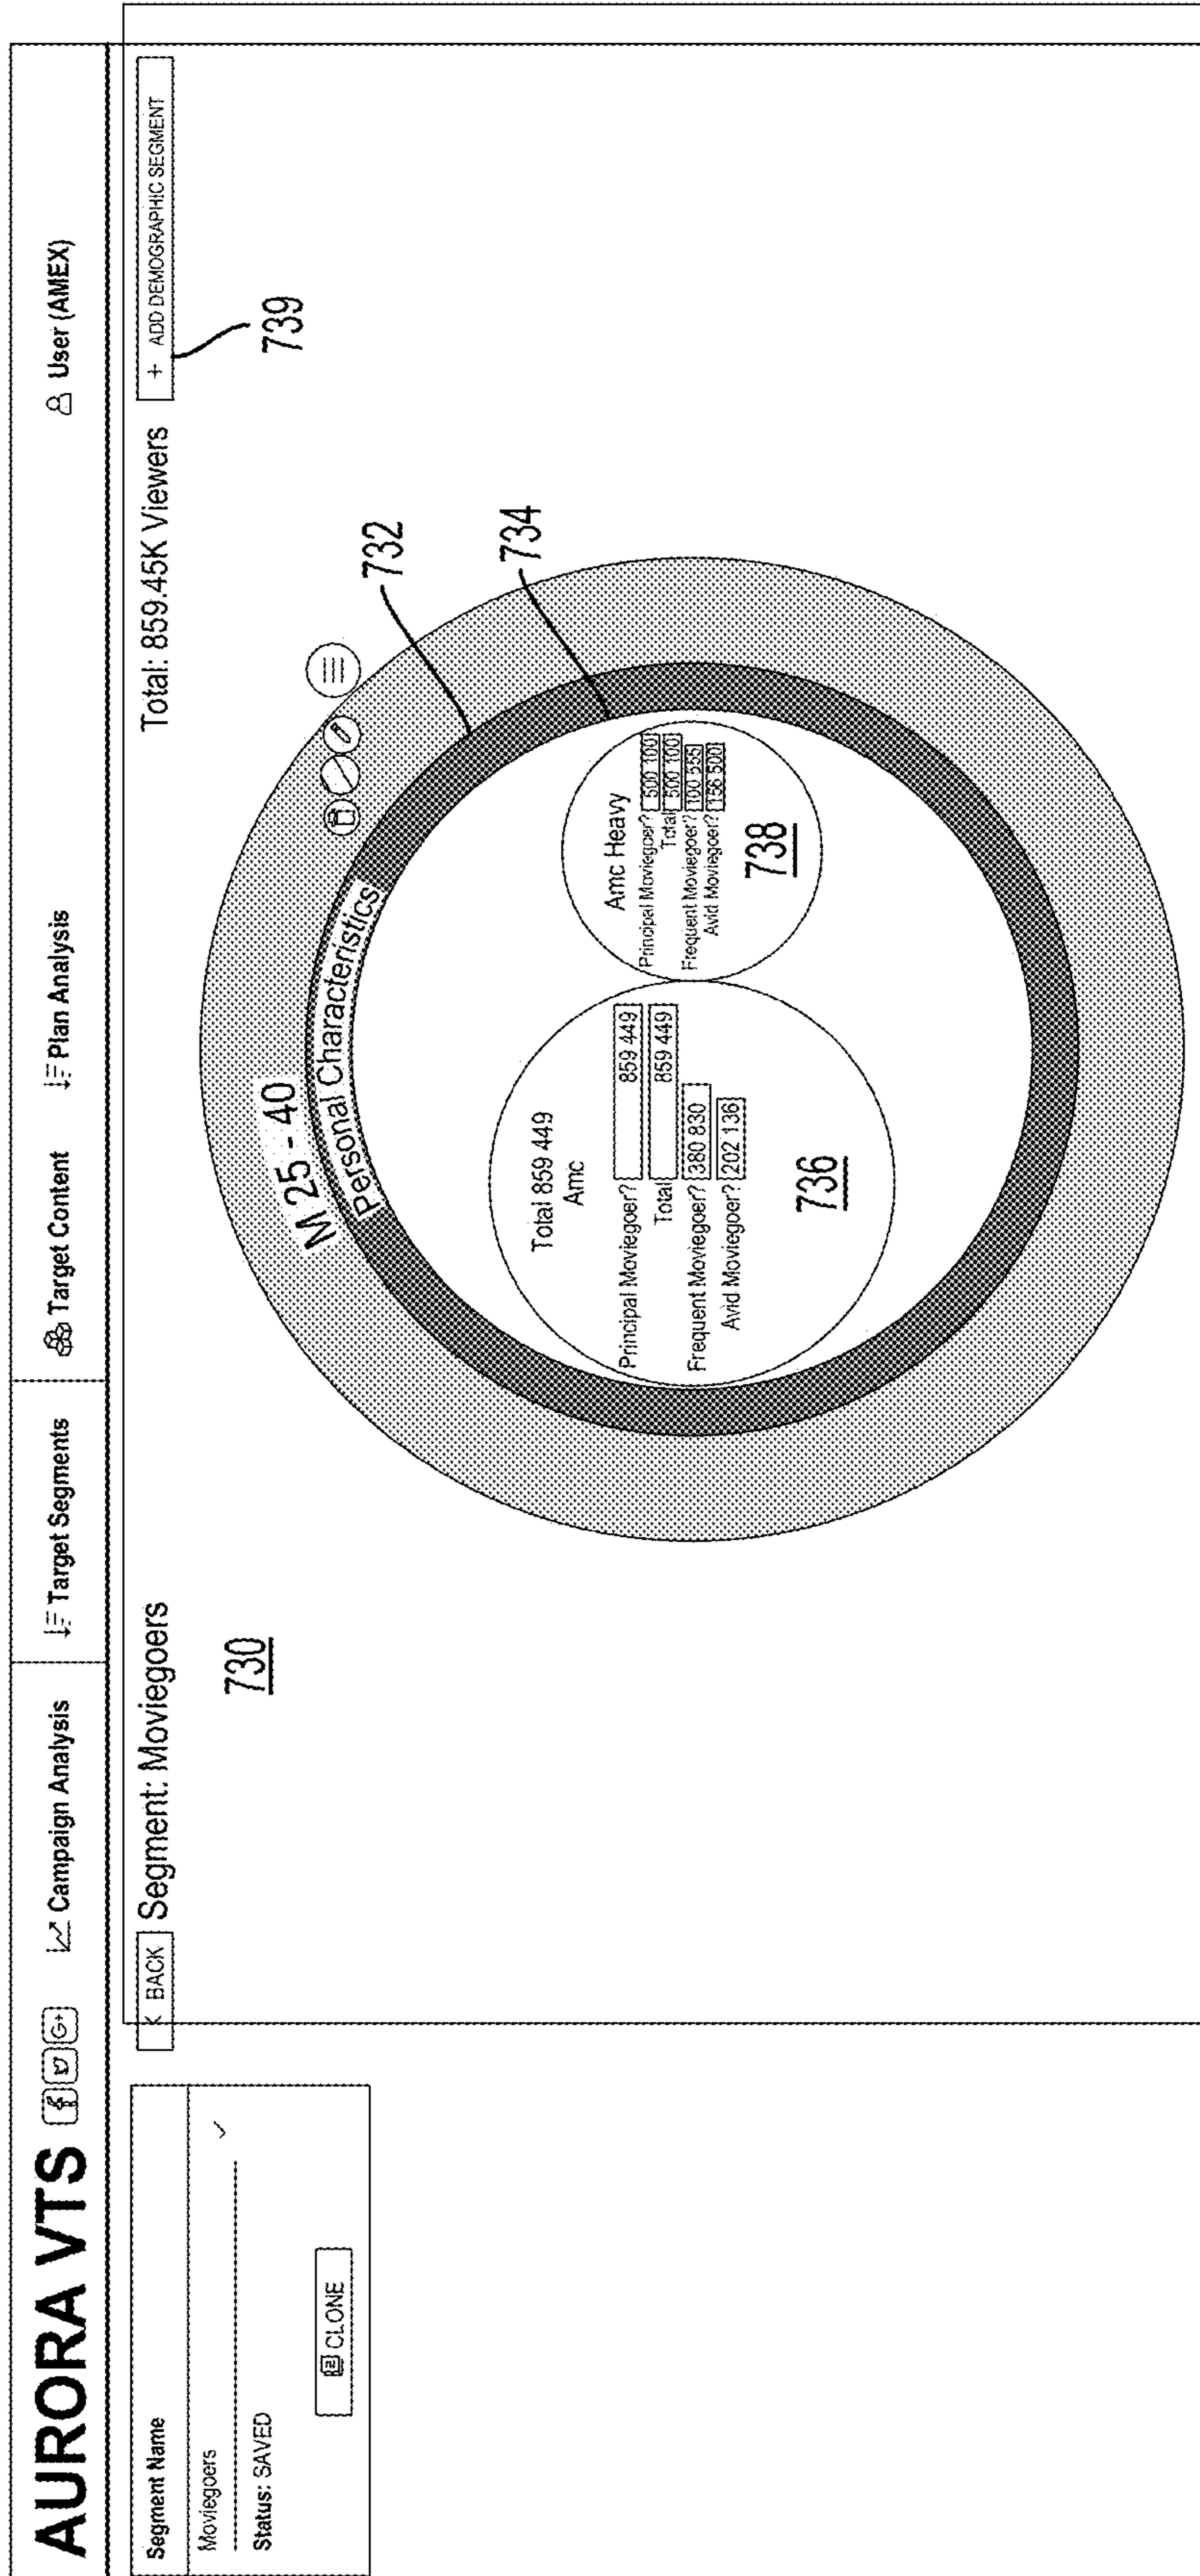 AURORA VTS
Campaign Analysis
Target Segments
Target Content
Plan Analysis
User (AMEX)
Segment Name
Moviegoers
Status: SAVED
CLONE
BACK
Segment: Moviegoers
Total: 859.45K Viewers
+ ADD DEMOGRAPHIC SEGMENT
739
730
M 25 - 40
Personal Characteristics
732
734
Total 859 449
Amc
Principal Moviegoer? 859 449
Total 859 449
Frequent Moviegoer? 380 830
Avid Moviegoer? 202 136
736
Amc Heavy
Principal Moviegoer? 500 100
Total 500 100
Frequent Moviegoer? 100 555
Avid Moviegoer? 156 500
738